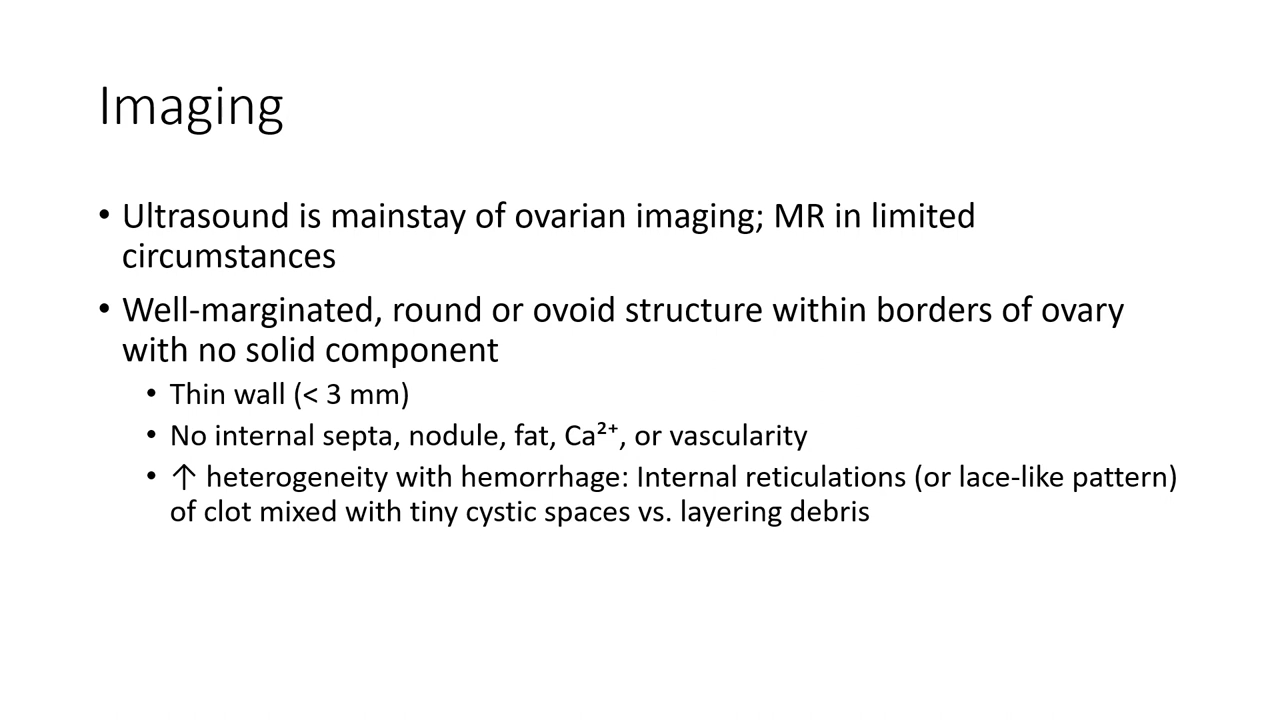 Imaging
• Ultrasound is mainstay of ovarian imaging; MR in limited
circumstances
• Well-marginated, round or ovoid structure within borders of ovary
with no solid component
• Thin wall (< 3 mm)
• No internal septa, nodule, fat, Ca²⁺, or vascularity
• ↑ heterogeneity with hemorrhage: Internal reticulations (or lace-like pattern)
of clot mixed with tiny cystic spaces vs. layering debris